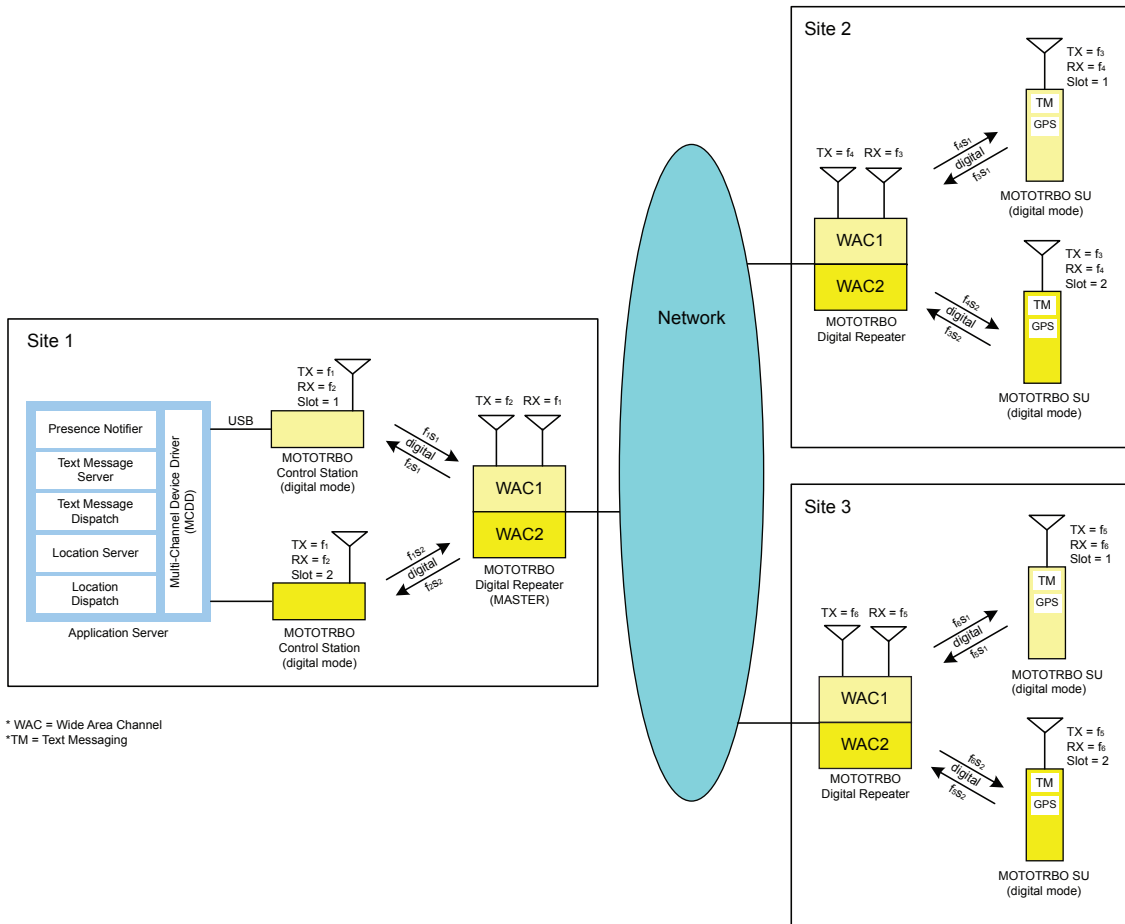 Site 1
Presence Notifier
Text Message
Server
Text Message
Dispatch
Location Server
Location
Dispatch
Multi-Channel Device Driver
(MCDD)
Application Server
USB
TX = f₁
RX = f₂
Slot = 1
MOTOTRBO
Control Station
(digital mode)
TX = f₁
RX = f₂
Slot = 2
MOTOTRBO
Control Station
(digital mode)
f₁s₁
digital
f₂s₁
f₁s₂
digital
f₂s₂
TX = f₂
RX = f₁
WAC1
WAC2
MOTOTRBO
Digital Repeater
(MASTER)
Network
Site 2
TX = f₄
RX = f₃
WAC1
WAC2
MOTOTRBO
Digital Repeater
f₄s₁
digital
f₃s₁
f₄s₂
digital
f₃s₂
TX = f₃
RX = f₄
Slot = 1
TM
GPS
MOTOTRBO SU
(digital mode)
TX = f₃
RX = f₄
Slot = 2
TM
GPS
MOTOTRBO SU
(digital mode)
Site 3
TX = f₆
RX = f₅
WAC1
WAC2
MOTOTRBO
Digital Repeater
f₆s₁
digital
f₅s₁
f₆s₂
digital
f₅s₂
TX = f₅
RX = f₆
Slot = 1
TM
GPS
MOTOTRBO SU
(digital mode)
TX = f₅
RX = f₆
Slot = 2
TM
GPS
MOTOTRBO SU
(digital mode)
* WAC = Wide Area Channel
*TM = Text Messaging